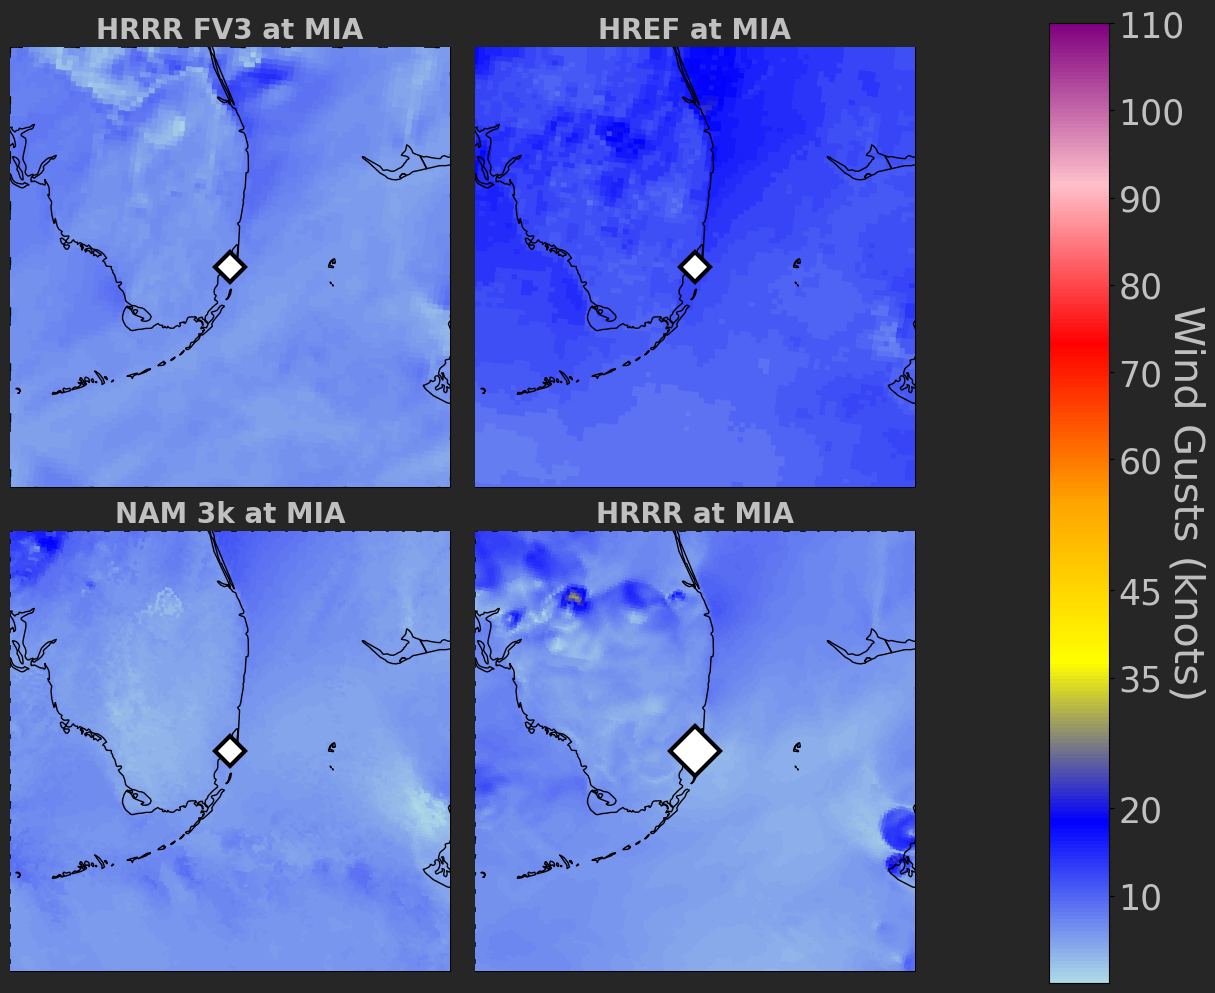 HRRR FV3 at MIA
HREF at MIA
NAM 3k at MIA
HRRR at MIA
110
100
90
80
70
60
45
35
20
10
Wind Gusts (knots)